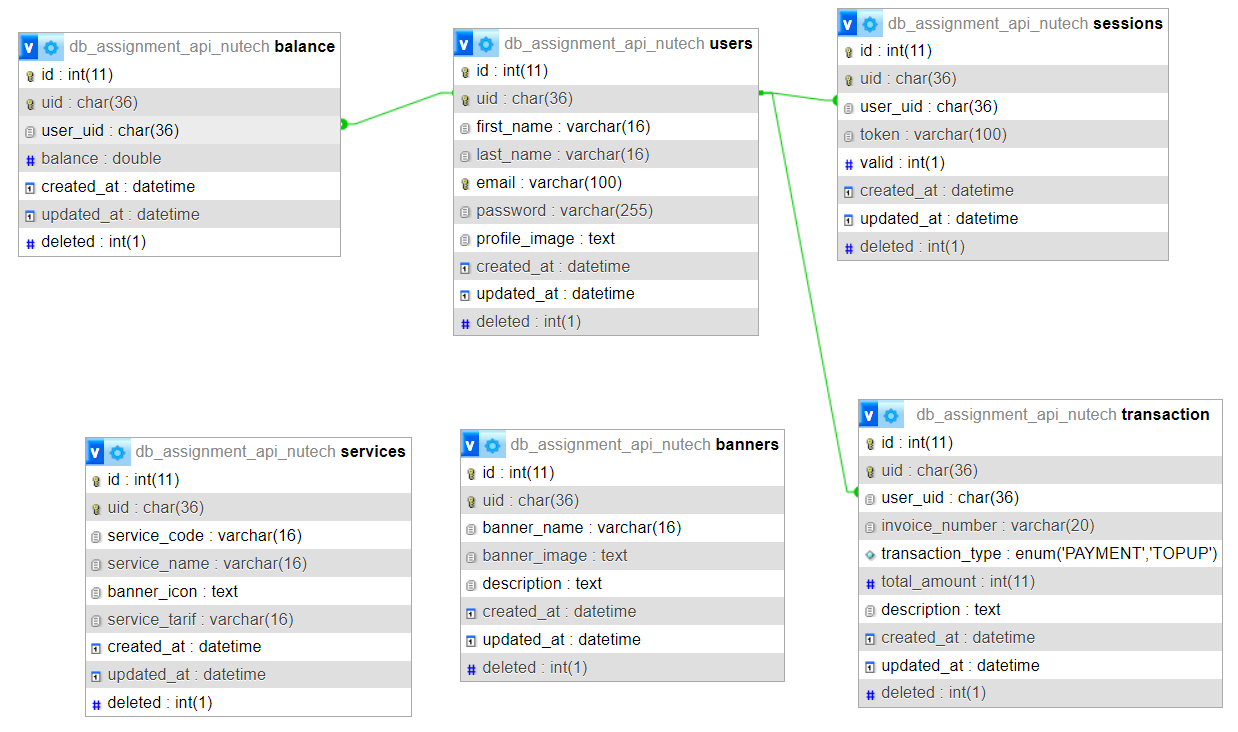 db_assignment_api_nutech balance
id : int(11)
uid : char(36)
user_uid : char(36)
balance : double
created_at : datetime
updated_at : datetime
deleted : int(1)
db_assignment_api_nutech users
id : int(11)
uid : char(36)
first_name : varchar(16)
last_name : varchar(16)
email : varchar(100)
password : varchar(255)
profile_image : text
created_at : datetime
updated_at : datetime
deleted : int(1)
db_assignment_api_nutech sessions
id : int(11)
uid : char(36)
user_uid : char(36)
token : varchar(100)
valid : int(1)
created_at : datetime
updated_at : datetime
deleted : int(1)
db_assignment_api_nutech services
id : int(11)
uid : char(36)
service_code : varchar(16)
service_name : varchar(16)
banner_icon : text
service_tarif : varchar(16)
created_at : datetime
updated_at : datetime
deleted : int(1)
db_assignment_api_nutech banners
id : int(11)
uid : char(36)
banner_name : varchar(16)
banner_image : text
description : text
created_at : datetime
updated_at : datetime
deleted : int(1)
db_assignment_api_nutech transaction
id : int(11)
uid : char(36)
user_uid : char(36)
invoice_number : varchar(20)
transaction_type : enum('PAYMENT','TOPUP')
total_amount : int(11)
description : text
created_at : datetime
updated_at : datetime
deleted : int(1)